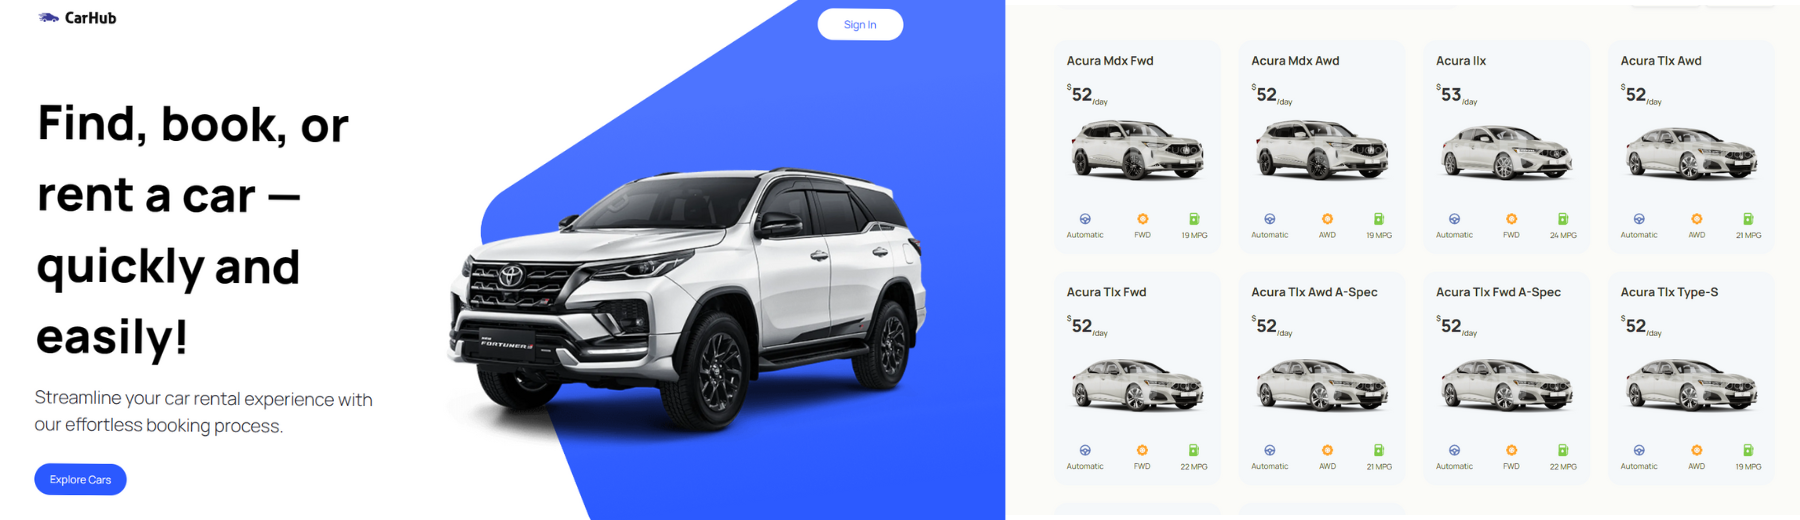 CarHub
Sign In
Find, book, or
rent a car —
quickly and
easily!
Streamline your car rental experience with
our effortless booking process.
Explore Cars
FORTUNER
Acura Mdx Fwd
$52/day
Automatic FWD 19 MPG
Acura Mdx Awd
$52/day
Automatic AWD 19 MPG
Acura Ilx
$53/day
Automatic FWD 24 MPG
Acura Tlx Awd
$52/day
Automatic AWD 21 MPG
Acura Tlx Fwd
$52/day
Automatic FWD 22 MPG
Acura Tlx Awd A-Spec
$52/day
Automatic AWD 21 MPG
Acura Tlx Fwd A-Spec
$52/day
Automatic FWD 22 MPG
Acura Tlx Type-S
$52/day
Automatic AWD 19 MPG